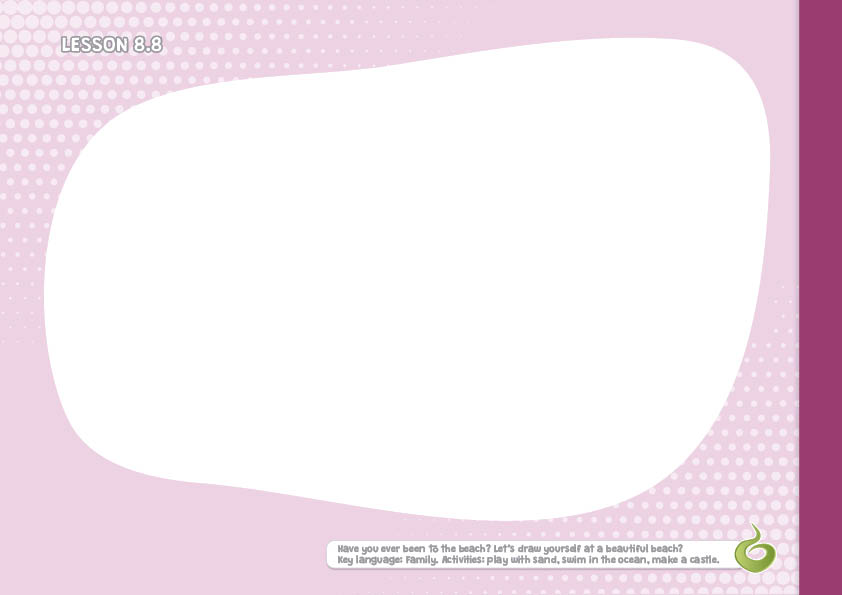 LESSON 8.8
Have you ever been to the beach? Let's draw yourself at a beautiful beach?
Key language: Family. Activities: play with sand, swim in the ocean, make a castle.